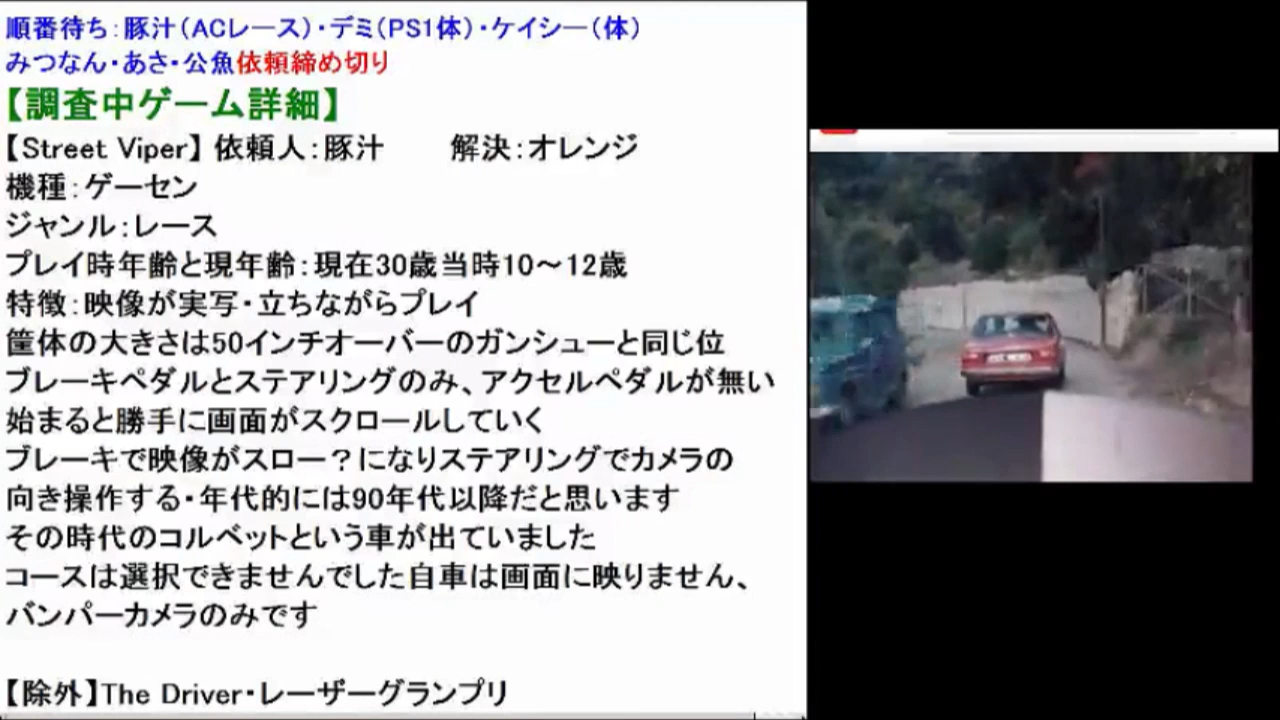 順番待ち：豚汁（ACレース）・デミ（PS1体）・ケイシー（体）
みつなん・あさ・公魚依頼締め切り
【調査中ゲーム詳細】
【Street Viper】 依頼人：豚汁　　解決：オレンジ
機種：ゲーセン
ジャンル：レース
プレイ時年齢と現年齢：現在30歳当時10～12歳
特徴：映像が実写・立ちながらプレイ
筐体の大きさは50インチオーバーのガンシューと同じ位
ブレーキペダルとステアリングのみ、アクセルペダルが無い
始まると勝手に画面がスクロールしていく
ブレーキで映像がスロー？になりステアリングでカメラの
向き操作する・年代的には90年代以降だと思います
その時代のコルベットという車が出ていました
コースは選択できませんでした自車は画面に映りません、
バンパーカメラのみです
【除外】The Driver・レーザーグランプリ